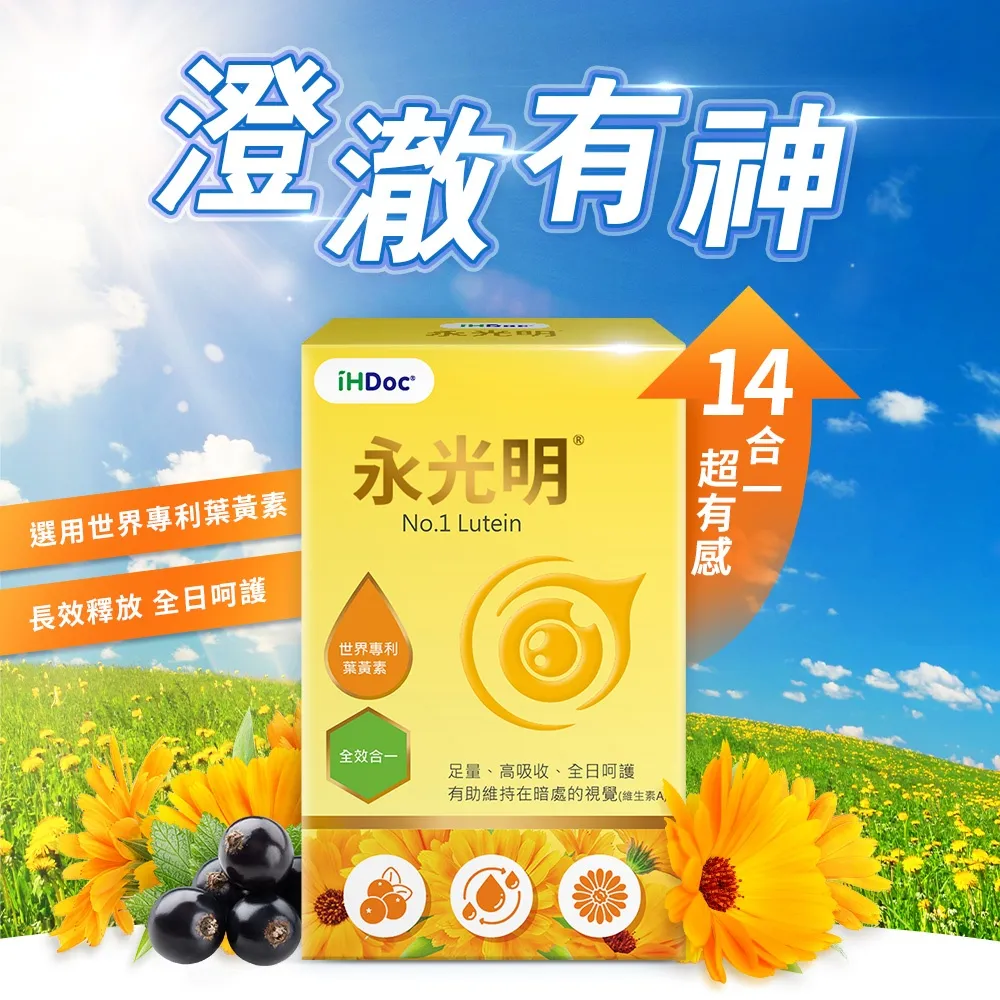 澄澈有神
iHDoc®
永光明®
iHDoc®
永光明®
No.1 Lutein
14
合一
超有感
選用世界專利葉黃素
長效釋放 全日呵護
世界專利
葉黃素
全效合一
足量、高吸收、全日呵護
有助維持在暗處的視覺(維生素A)